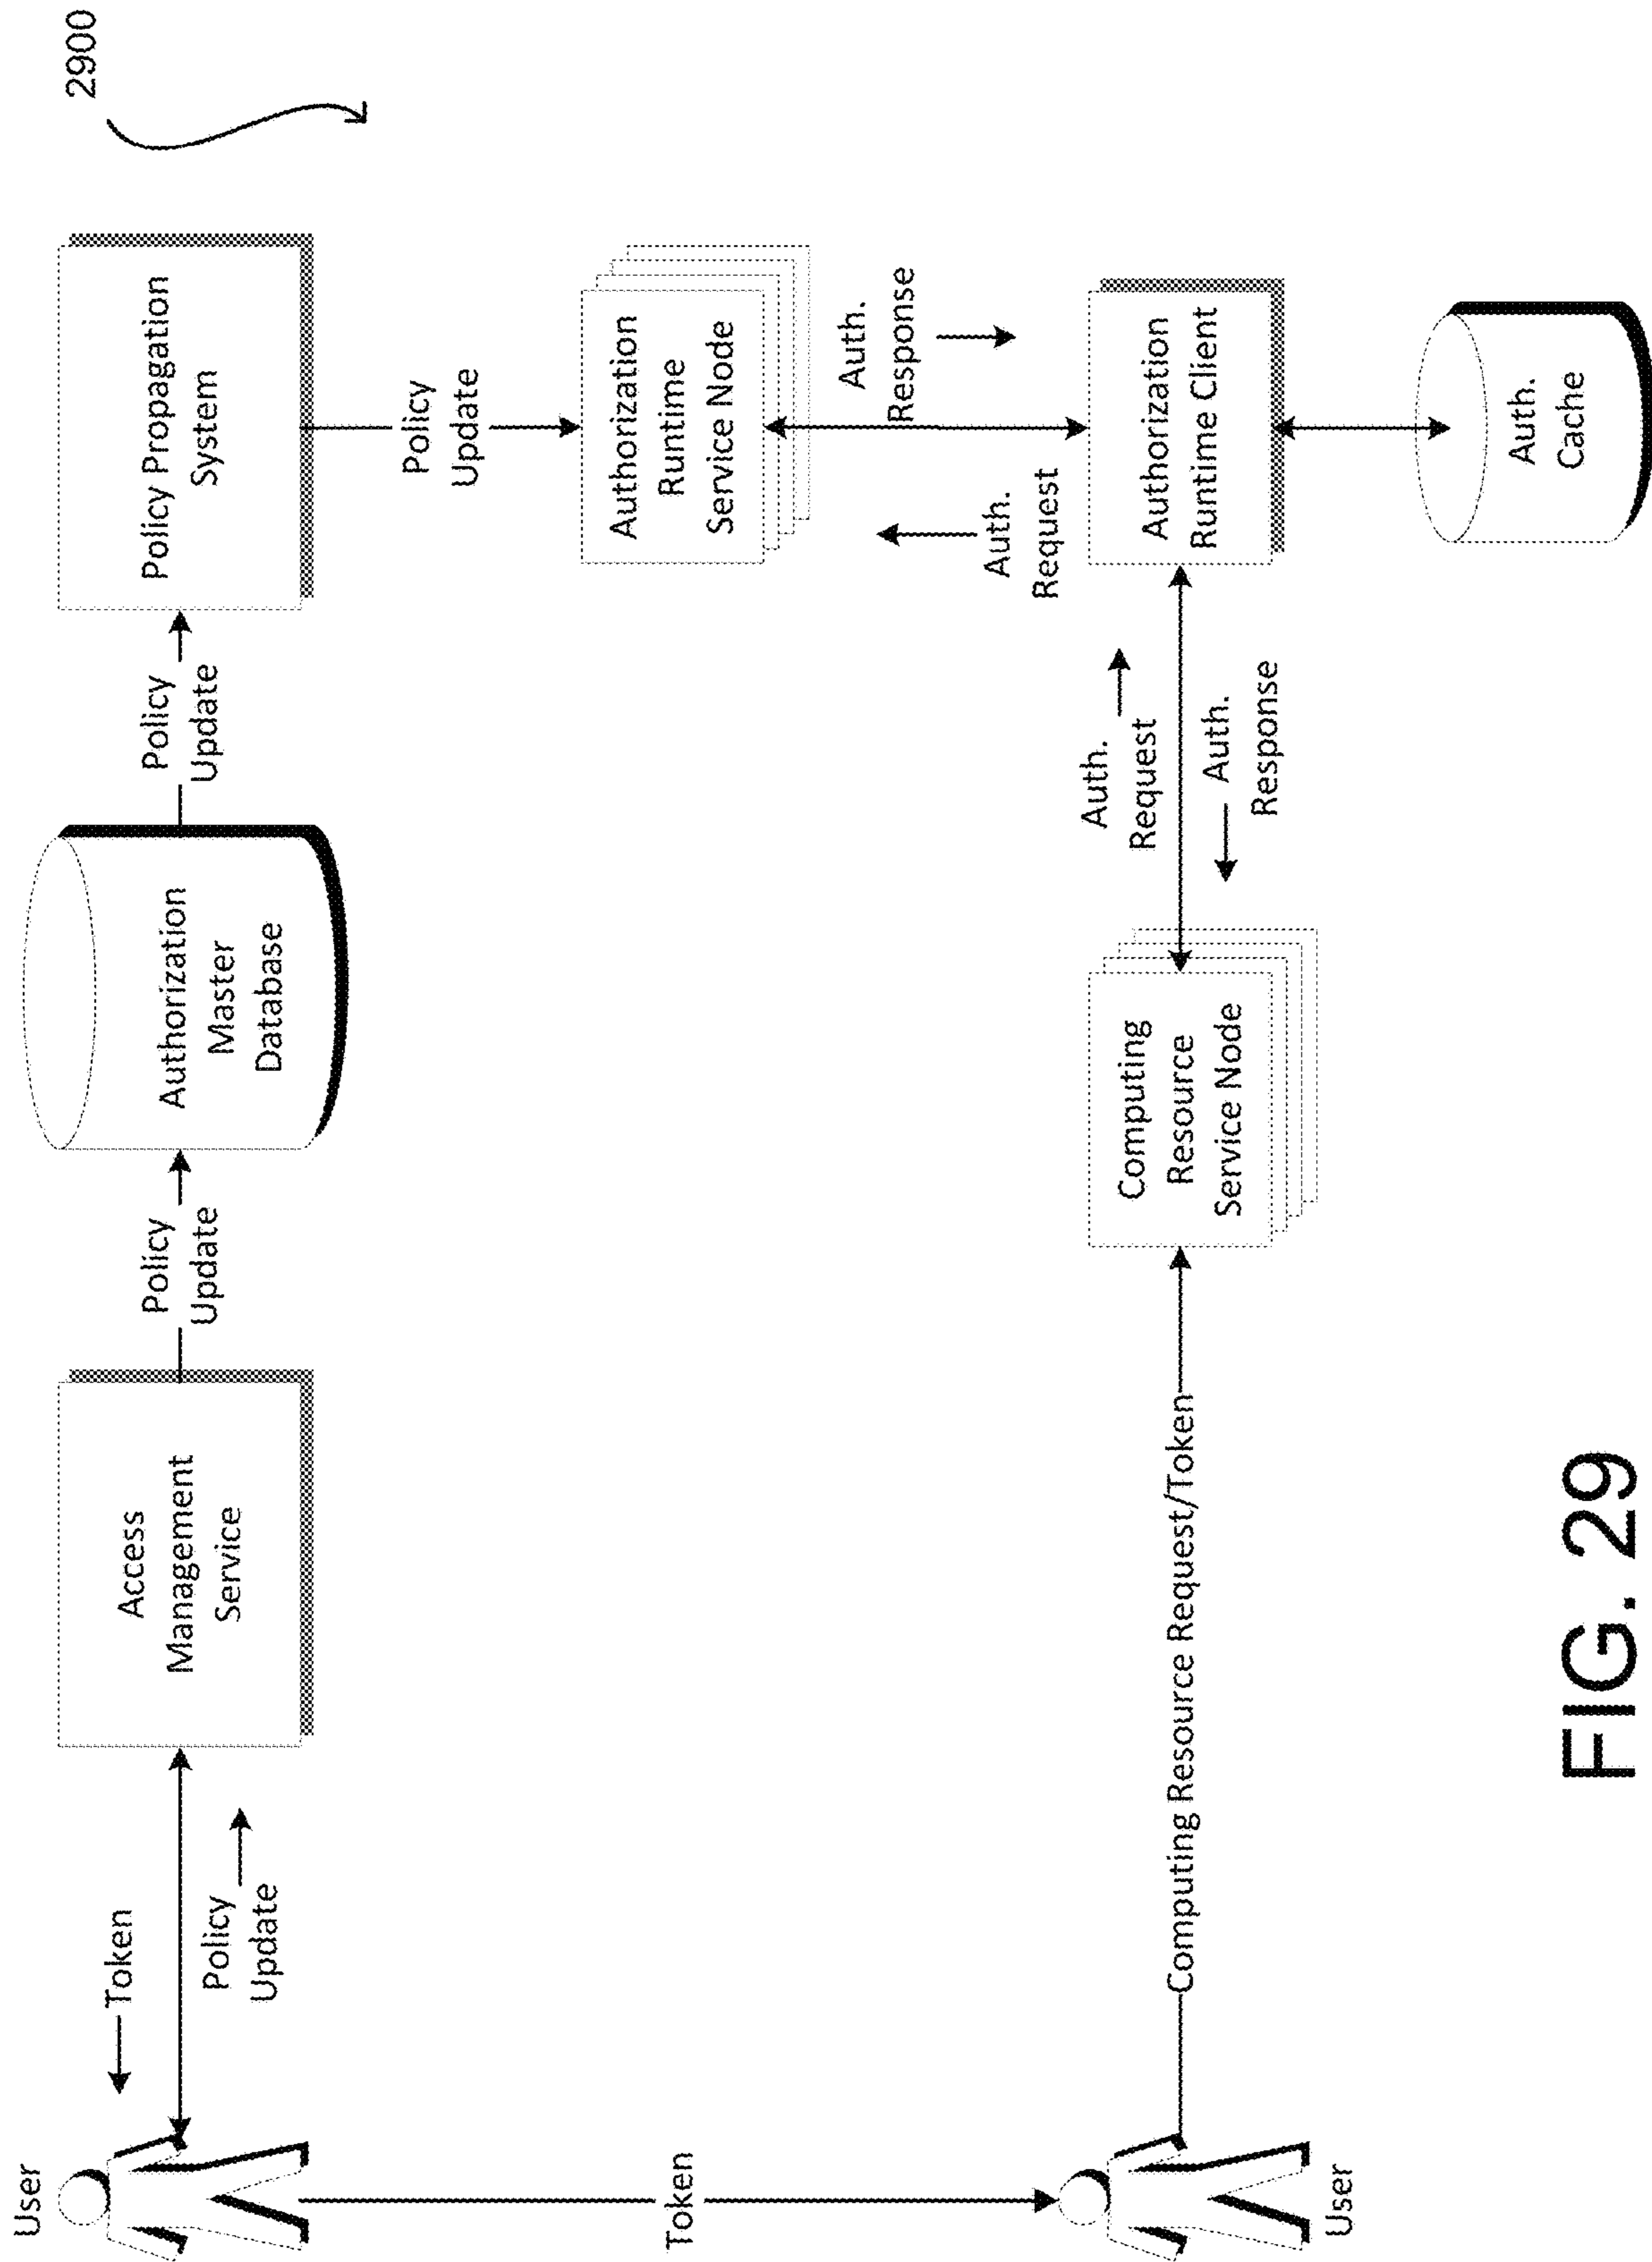 2900
User
Token
Policy
Update
Access
Management
Service
Policy
Update
Authorization
Master
Database
Policy
Update
Policy Propagation
System
Policy
Update
Authorization
Runtime
Service Node
Auth.
Request
Auth.
Response
Token
User
Computing Resource Request/Token
Computing
Resource
Service Node
Auth.
Request
Auth.
Response
Authorization
Runtime Client
Auth.
Cache
FIG. 29